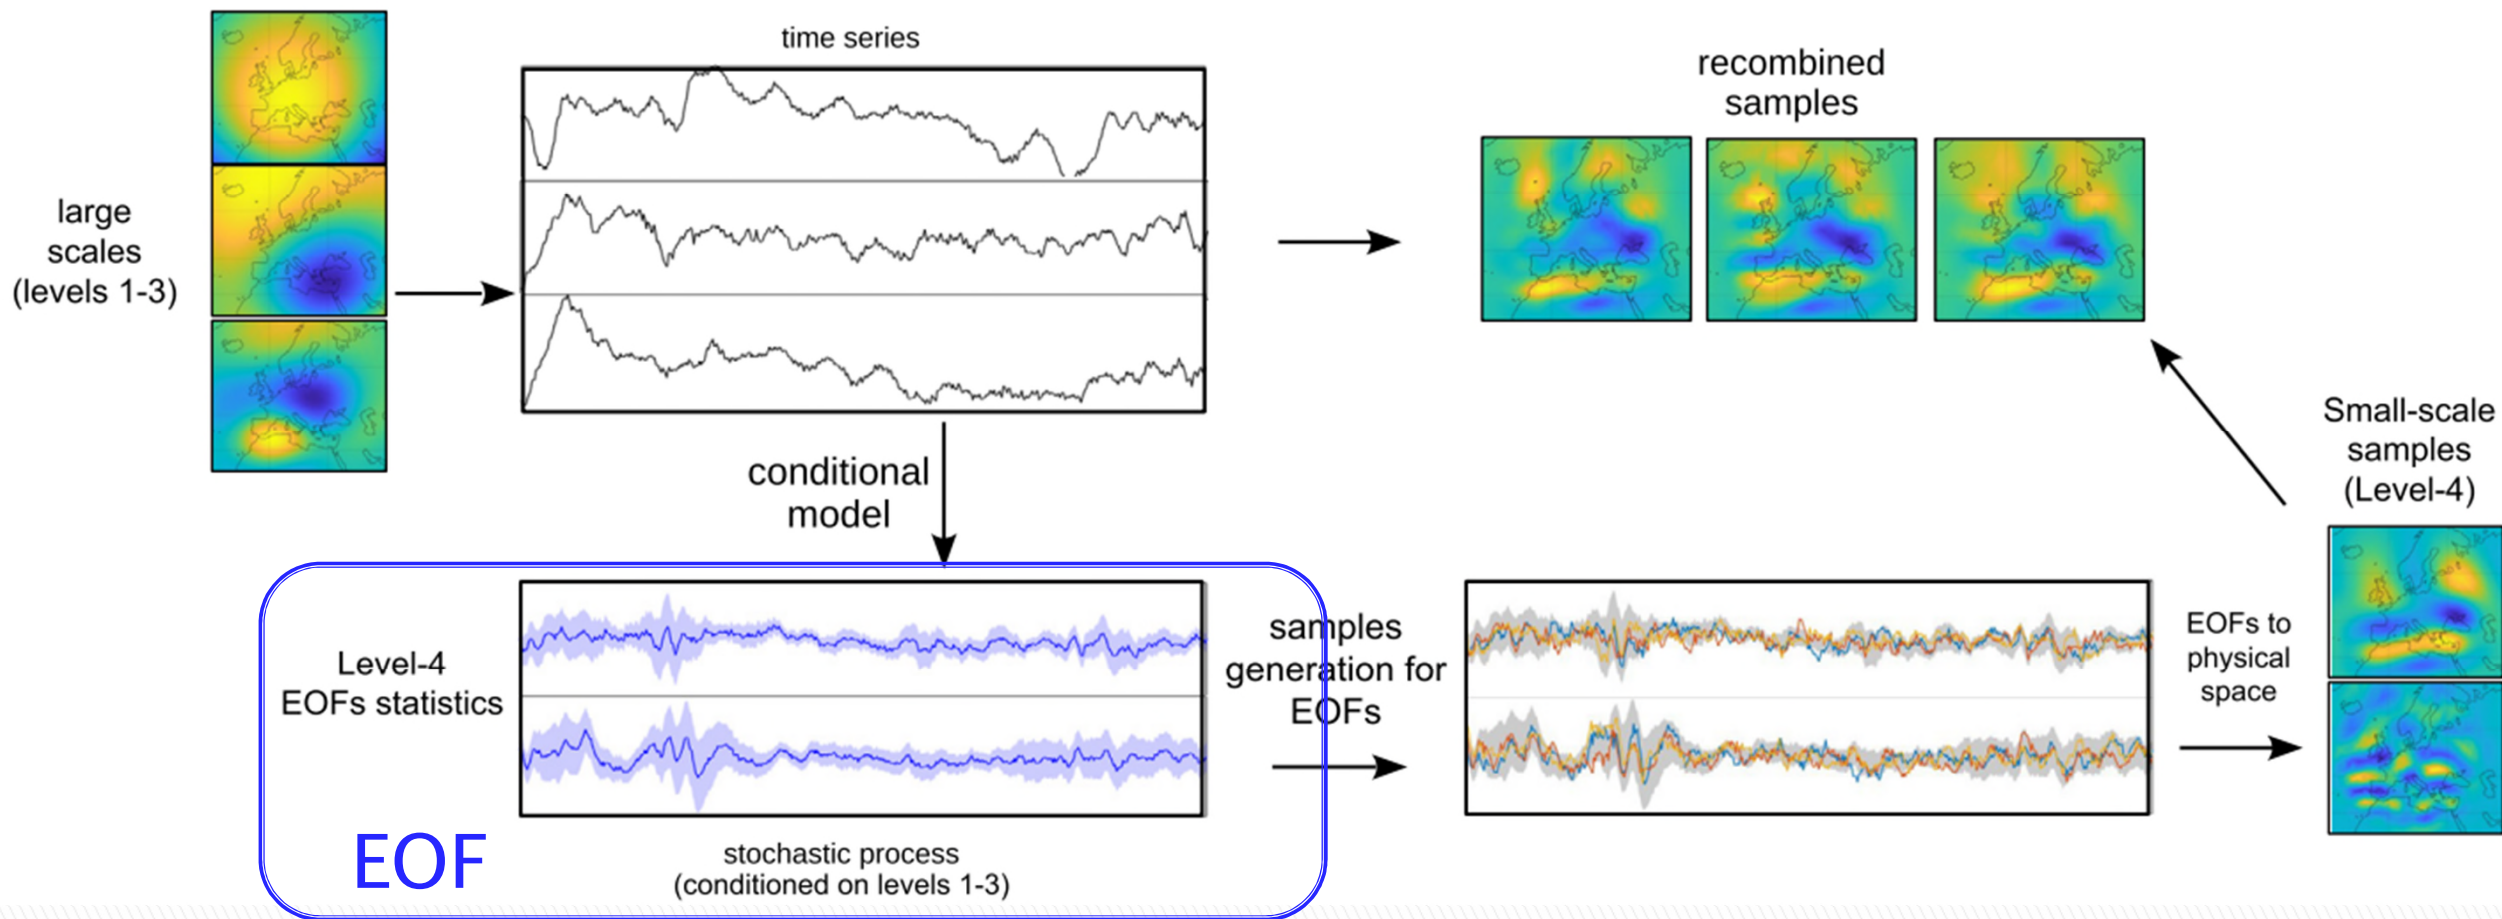 time series
recombined
samples
large
scales
(levels 1-3)
conditional
model
Small-scale
samples
(Level-4)
Level-4
EOFs statistics
samples
generation for
EOFs
EOFs to
physical
space
EOF
stochastic process
(conditioned on levels 1-3)